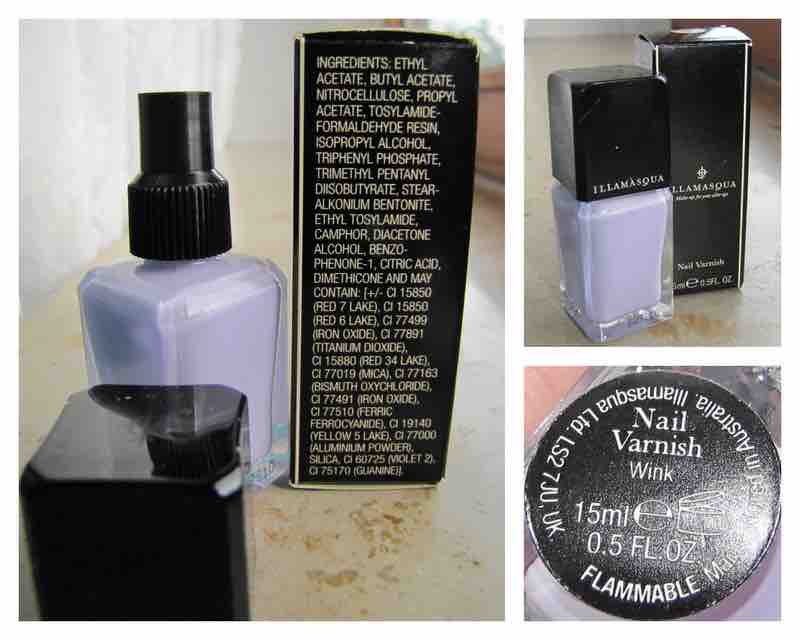 INGREDIENTS: ETHYL
ACETATE, BUTYL ACETATE,
NITROCELLULOSE, PROPYL
ACETATE, TOSYLAMIDE-
FORMALDEHYDE RESIN,
ISOPROPYL ALCOHOL,
TRIPHENYL PHOSPHATE,
TRIMETHYL PENTANYL
DIISOBUTYRATE, STEAR-
ALKONIUM BENTONITE,
ETHYL TOSYLAMIDE,
CAMPHOR, DIACETONE
ALCOHOL, BENZO-
PHENONE-1, CITRIC ACID,
DIMETHICONE AND MAY
CONTAIN: [+/- CI 15850
(RED 7 LAKE), CI 15850
(RED 6 LAKE), CI 77499
(IRON OXIDE), CI 77891
(TITANIUM DIOXIDE),
CI 15880 (RED 34 LAKE),
CI 77019 (MICA), CI 77163
(BISMUTH OXYCHLORIDE),
CI 77491 (IRON OXIDE),
CI 77510 (FERRIC
FERROCYANIDE), CI 19140
(YELLOW 5 LAKE), CI 77000
(ALUMINIUM POWDER),
SILICA, CI 60725 (VIOLET 2),
CI 75170 (GUANINE)].
ILLAMASQUA
ILLAMASQUA
Make-up for your alter ego
Nail Varnish
5ml e 0.5FL OZ
Illamasqua Ltd. LS2 7JU, UK
Nail
Varnish
Wink
15ml e
0.5 FL OZ
FLAMMABLE
in Australia